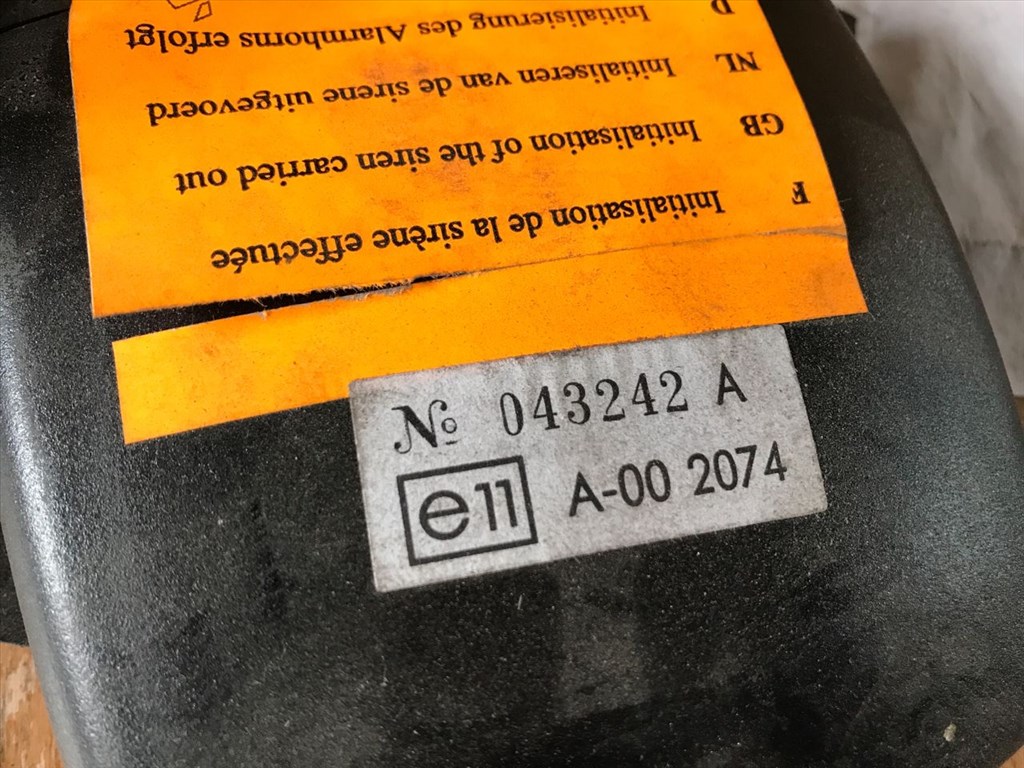 F Initialisation de la sirène effectuée
GB Initialisation of the siren carried out
NL Initialiseren van de sirene uitgevoerd
D Initialisierung des Alarmhorns erfolgt
№ 043242 A
e11 A-00 2074